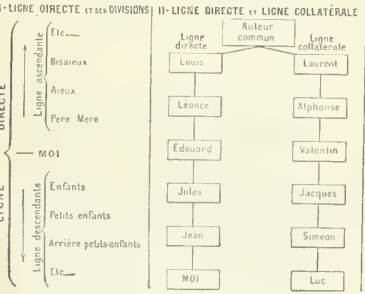 I-LIGNE DIRECTE ET SES DIVISIONS
LIGNE DIRECTE
Ligne ascendante
Etc
Bisaïeux
Aïeux
Père Mère
MOI
Ligne descendante
Enfants
Petits enfants
Arrière petits-enfants
Etc
II-LIGNE DIRECTE ET LIGNE COLLATÉRALE
Auteur
commun
Ligne
directe
Ligne
collatérale
Louis
Laurent
Léonce
Alphonse
Edouard
Valentin
Jules
Jacques
Jean
Siméon
MOI
Luc